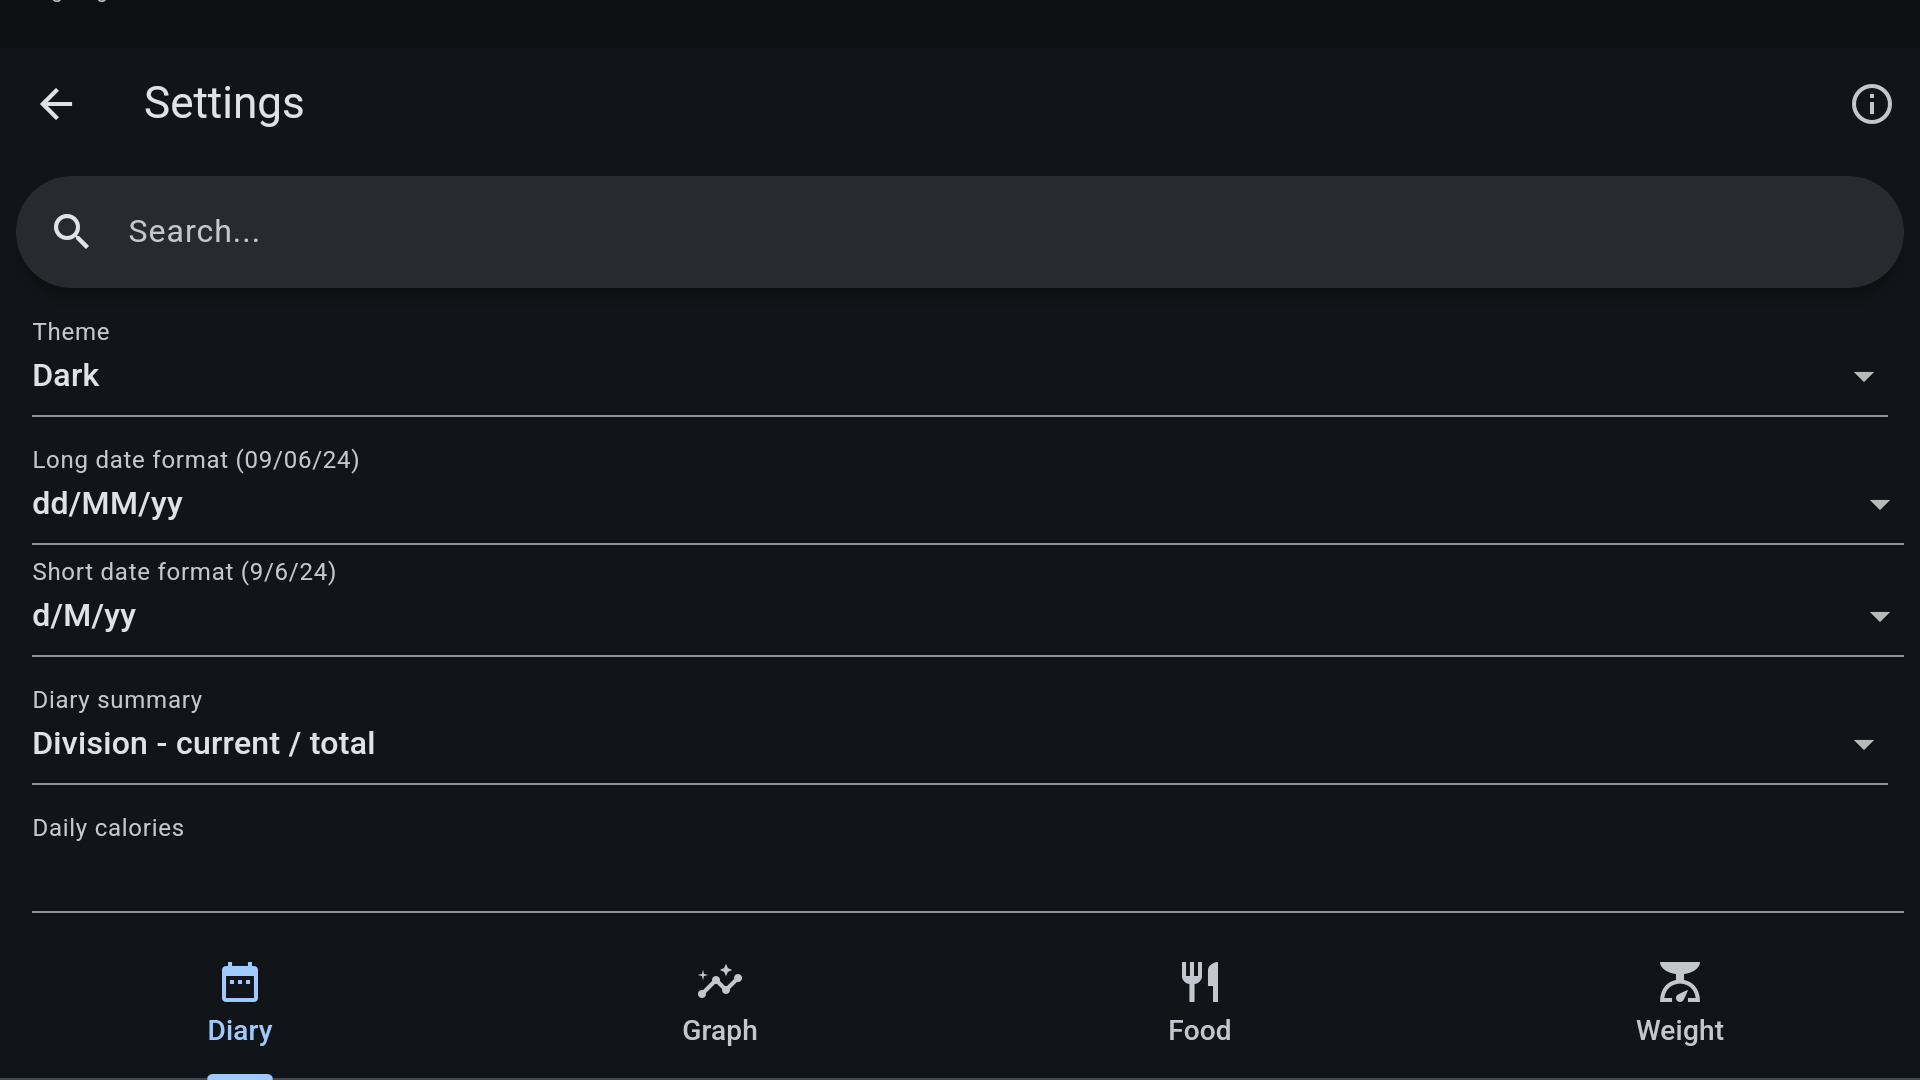 Settings
Search...
Theme
Dark
Long date format (09/06/24)
dd/MM/yy
Short date format (9/6/24)
d/M/yy
Diary summary
Division - current / total
Daily calories
Diary
Graph
Food
Weight